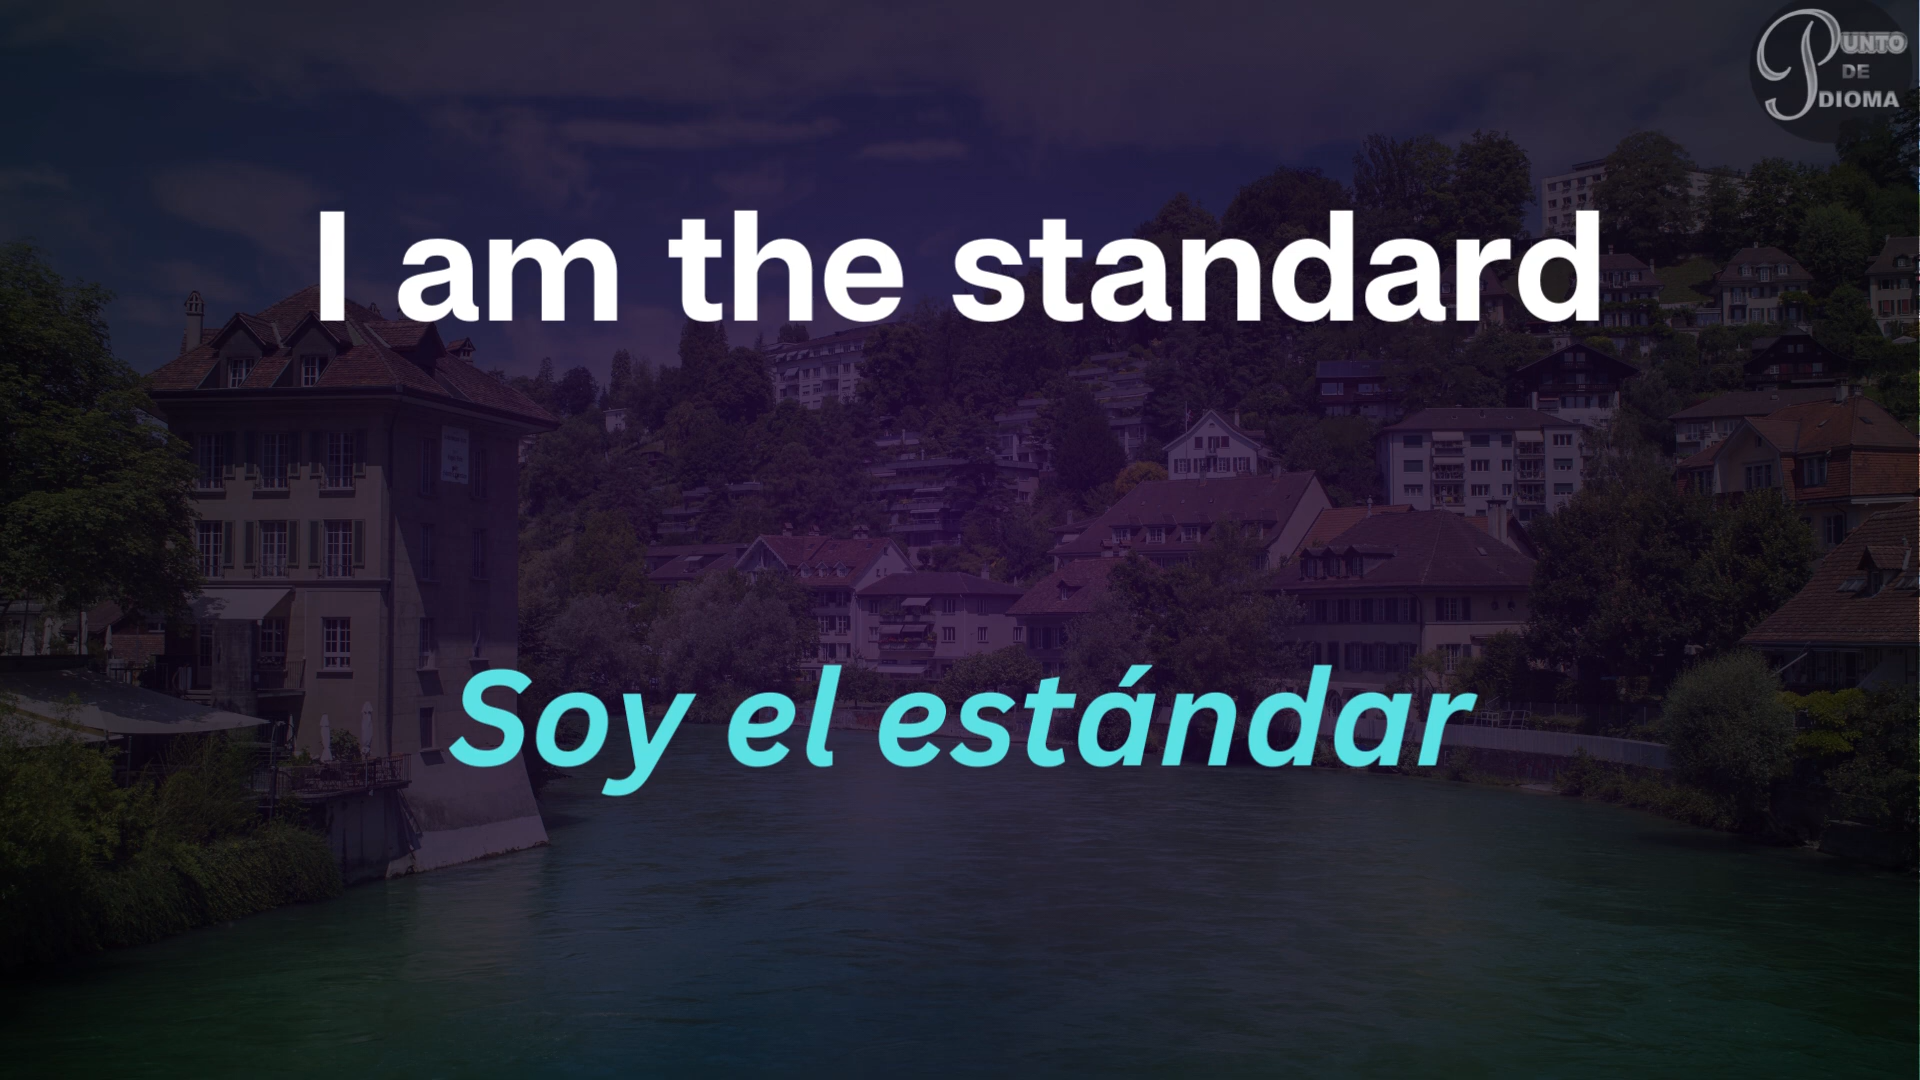 PUNTO
DE
IDIOMA
I am the standard
Soy el estándar